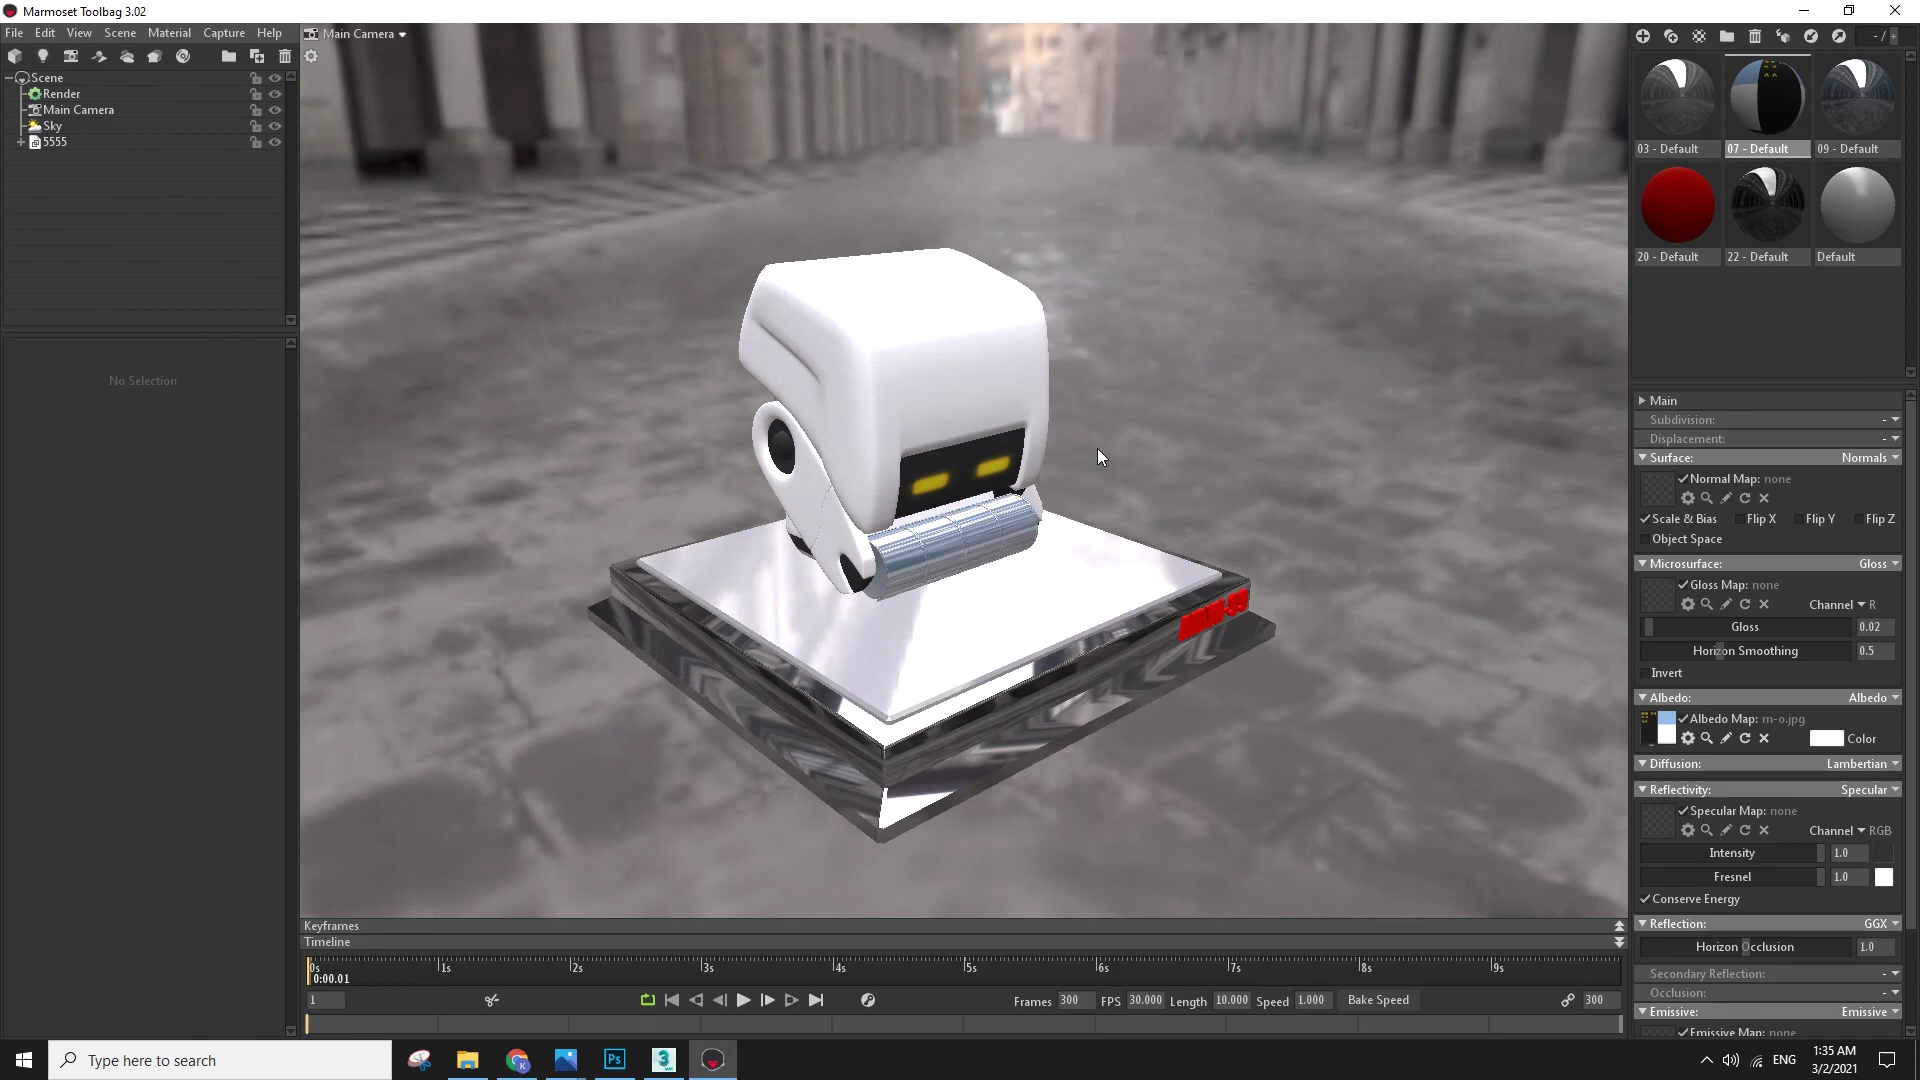 Marmoset Toolbag 3.02
File Edit View Scene Material Capture Help
Main Camera
- / +
Scene
Render
Main Camera
Sky
5555
No Selection
03 - Default
07 - Default
09 - Default
20 - Default
22 - Default
Default
Main
Subdivision: -
Displacement: -
Surface: Normals
Normal Map: none
Scale & Bias Flip X Flip Y Flip Z
Object Space
Microsurface: Gloss
Gloss Map: none
Channel R
Gloss 0.02
Horizon Smoothing 0.5
Invert
Albedo: Albedo
Albedo Map: m-o.jpg
Color
Diffusion: Lambertian
Reflectivity: Specular
Specular Map: none
Channel RGB
Intensity 1.0
Fresnel 1.0
Conserve Energy
Reflection: GGX
Horizon Occlusion 1.0
Secondary Reflection: -
Occlusion: -
Emissive: Emissive
Emissive Map: none
Keyframes
Timeline
0s 1s 2s 3s 4s 5s 6s 7s 8s 9s
0:00.01
1
Frames 300 FPS 30.000 Length 10.000 Speed 1.000 Bake Speed
300
Type here to search
K
Ps
3
ENG
1:35 AM
3/2/2021